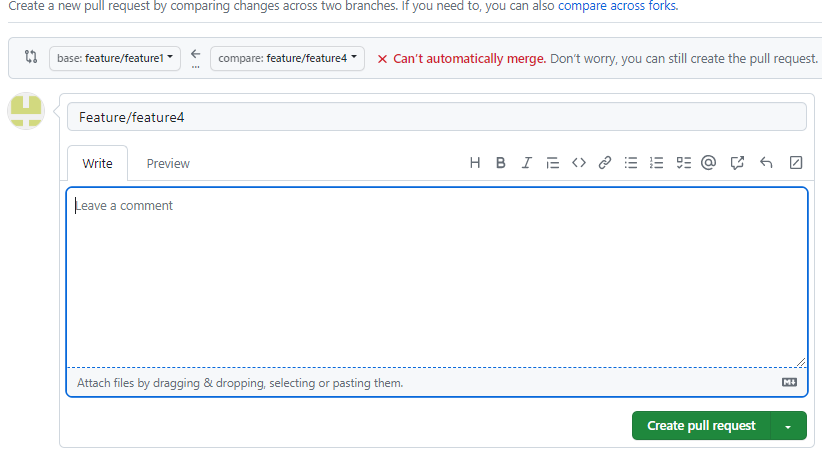 Create a new pull request by comparing changes across two branches. If you need to, you can also compare across forks.
base: feature/feature1 compare: feature/feature4 Can't automatically merge. Don't worry, you can still create the pull request.
Feature/feature4
Write Preview
Leave a comment
Attach files by dragging & dropping, selecting or pasting them.
Create pull request